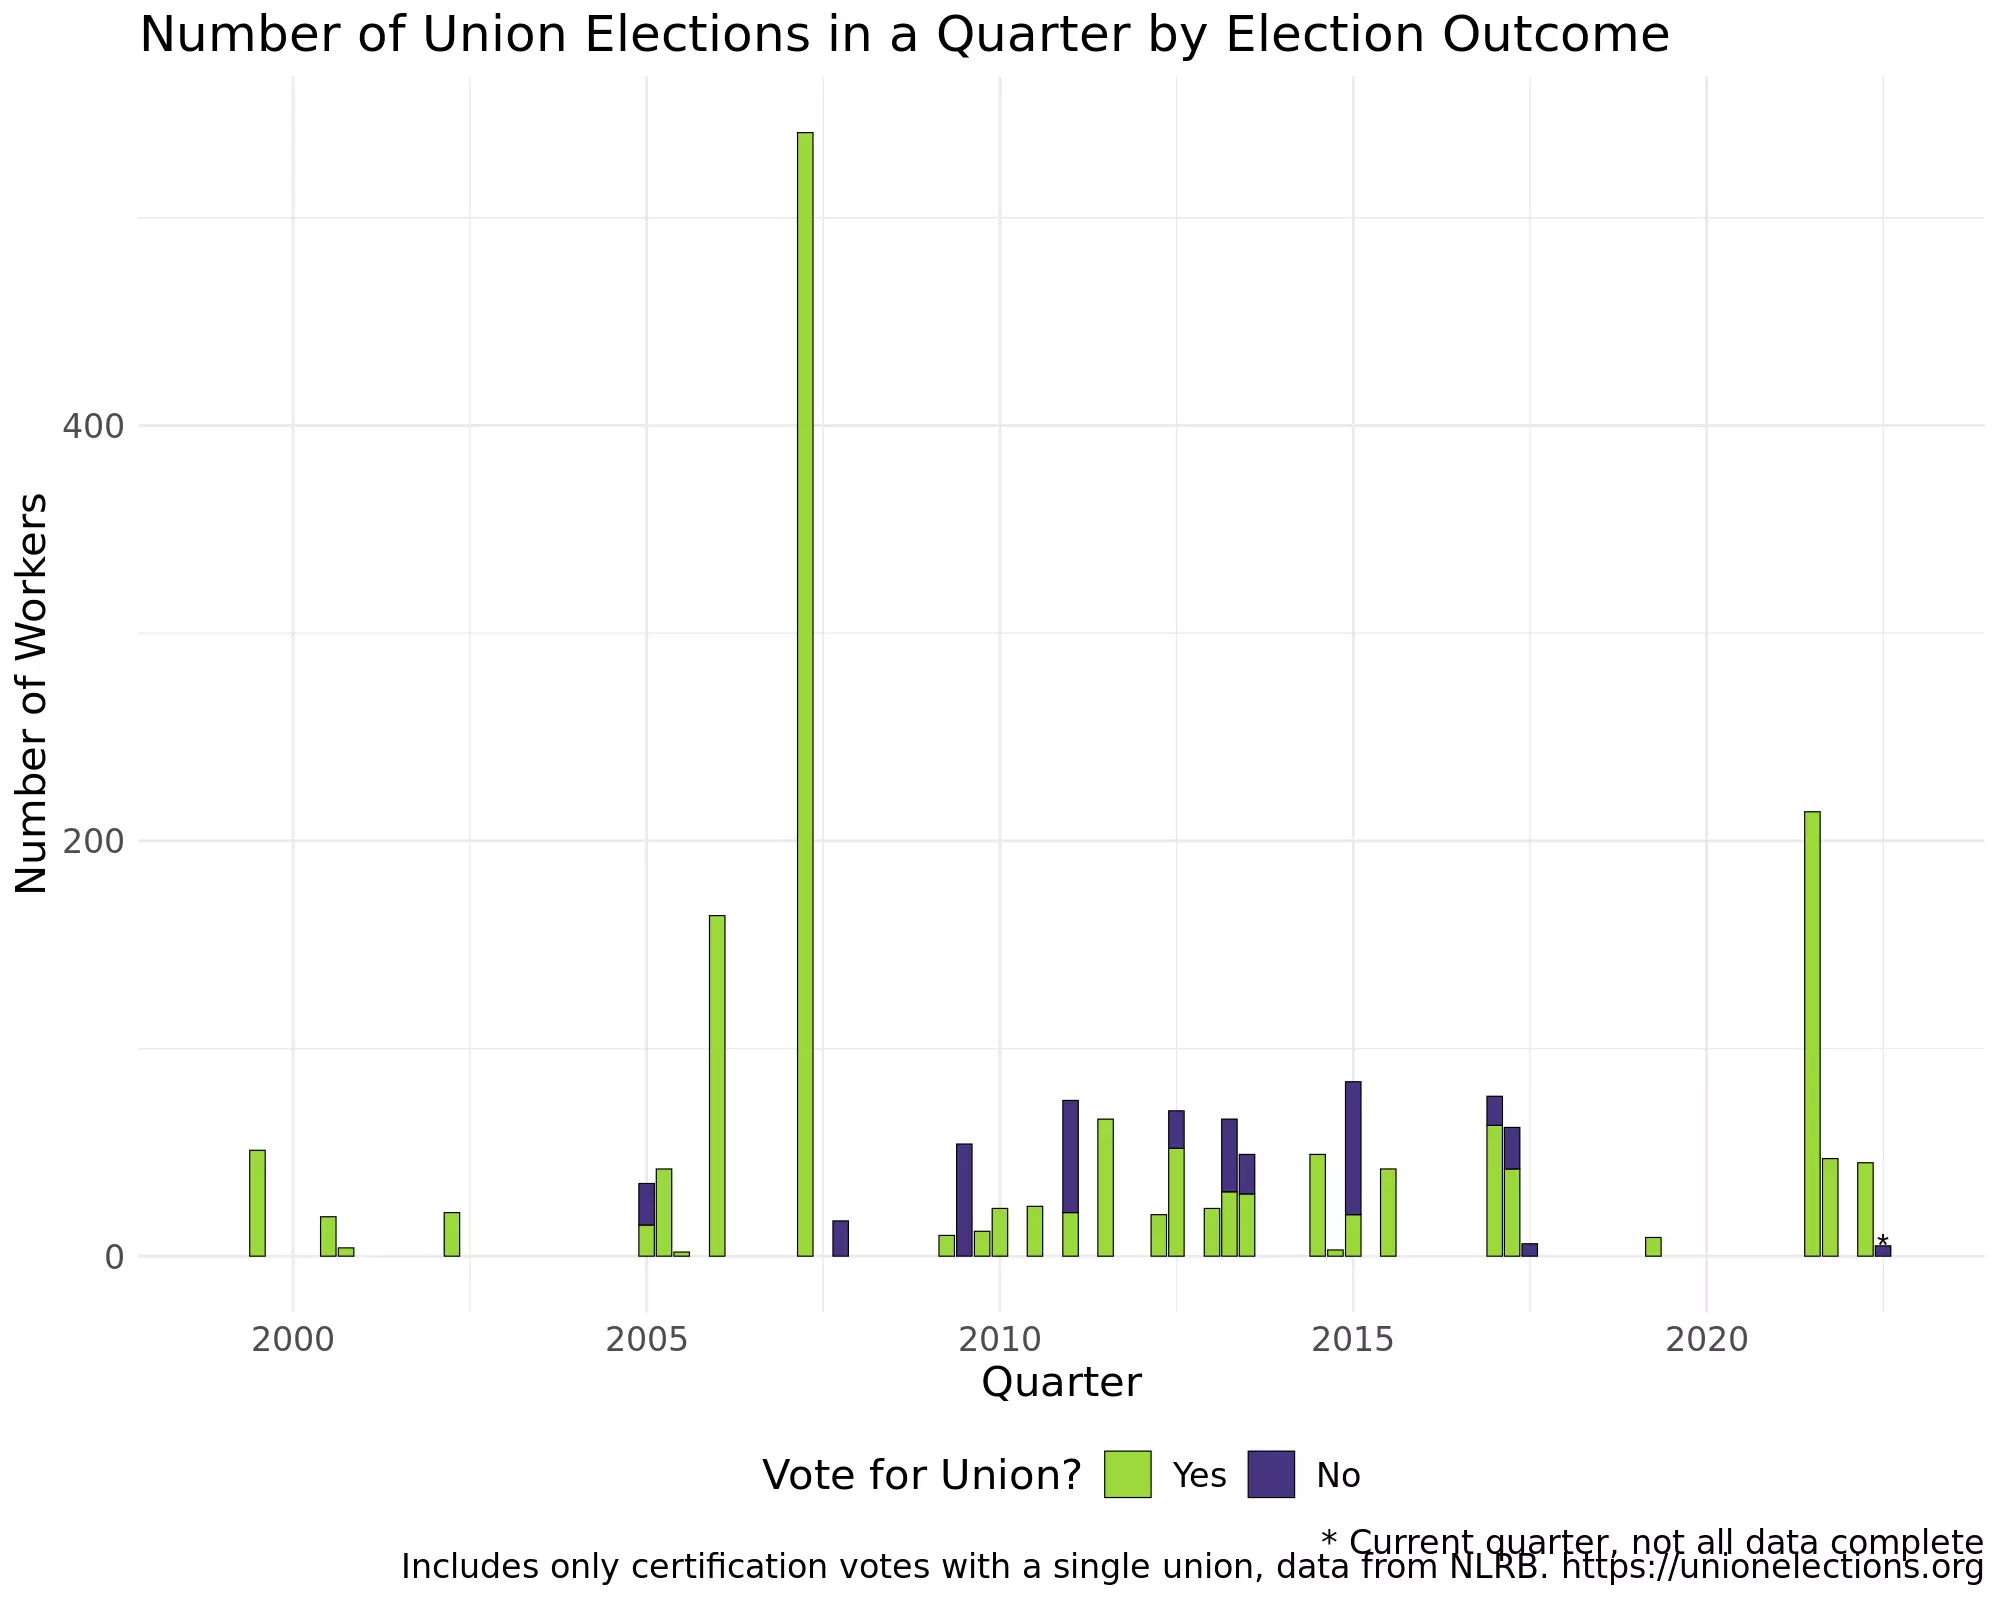 Number of Union Elections in a Quarter by Election Outcome
Number of Workers
400
200
0
*
2000 2005 2010 2015 2020
Quarter
Vote for Union? Yes No
* Current quarter, not all data complete
Includes only certification votes with a single union, data from NLRB. https://unionelections.org